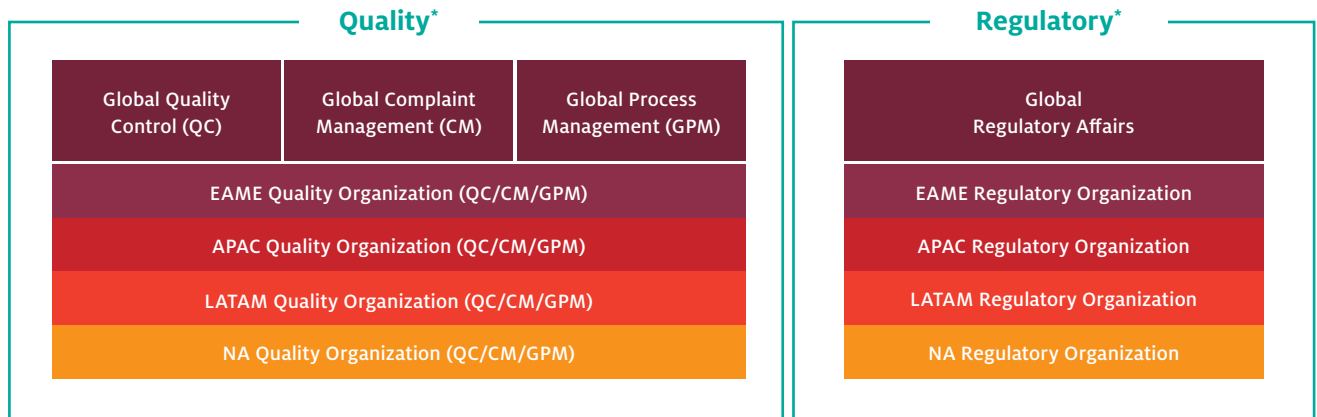 Quality*
Global Quality
Control (QC)
Global Complaint
Management (CM)
Global Process
Management (GPM)
EAME Quality Organization (QC/CM/GPM)
APAC Quality Organization (QC/CM/GPM)
LATAM Quality Organization (QC/CM/GPM)
NA Quality Organization (QC/CM/GPM)
Regulatory*
Global
Regulatory Affairs
EAME Regulatory Organization
APAC Regulatory Organization
LATAM Regulatory Organization
NA Regulatory Organization